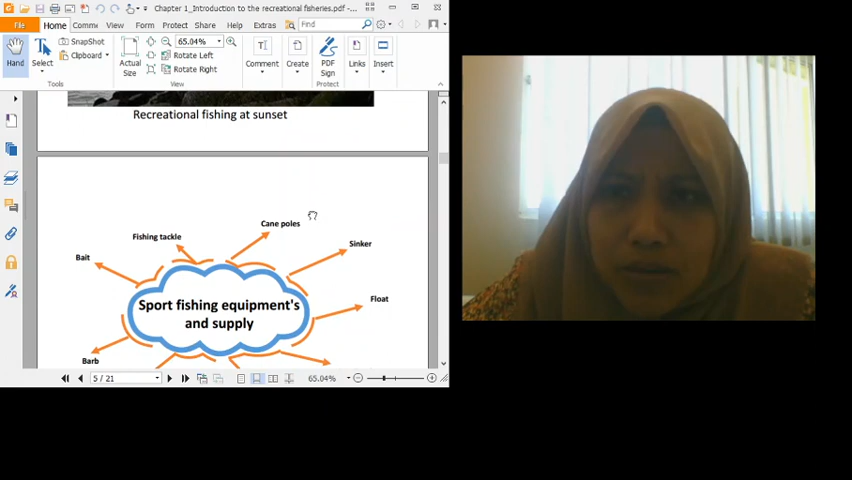 Chapter 1_Introduction to the recreational fisheries.pdf - ...
File Home Comm View Form Protect Share Help Extras Find
Hand
Select
SnapShot
Clipboard
Tools
Actual
Size
65.04%
Rotate Left
Rotate Right
View
Comment
Create
PDF
Sign
Protect
Links
Insert
Recreational fishing at sunset
Cane poles
Fishing tackle
Sinker
Bait
Float
Sport fishing equipment's
and supply
Barb
5 / 21
65.04%